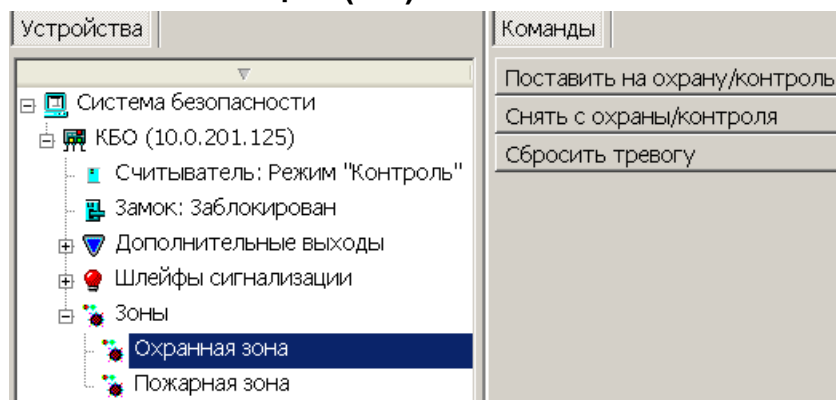 Устройства
Система безопасности
КБО (10.0.201.125)
Считыватель: Режим "Контроль"
Замок: Заблокирован
Дополнительные выходы
Шлейфы сигнализации
Зоны
Охранная зона
Пожарная зона
Команды
Поставить на охрану/контроль
Снять с охраны/контроля
Сбросить тревогу